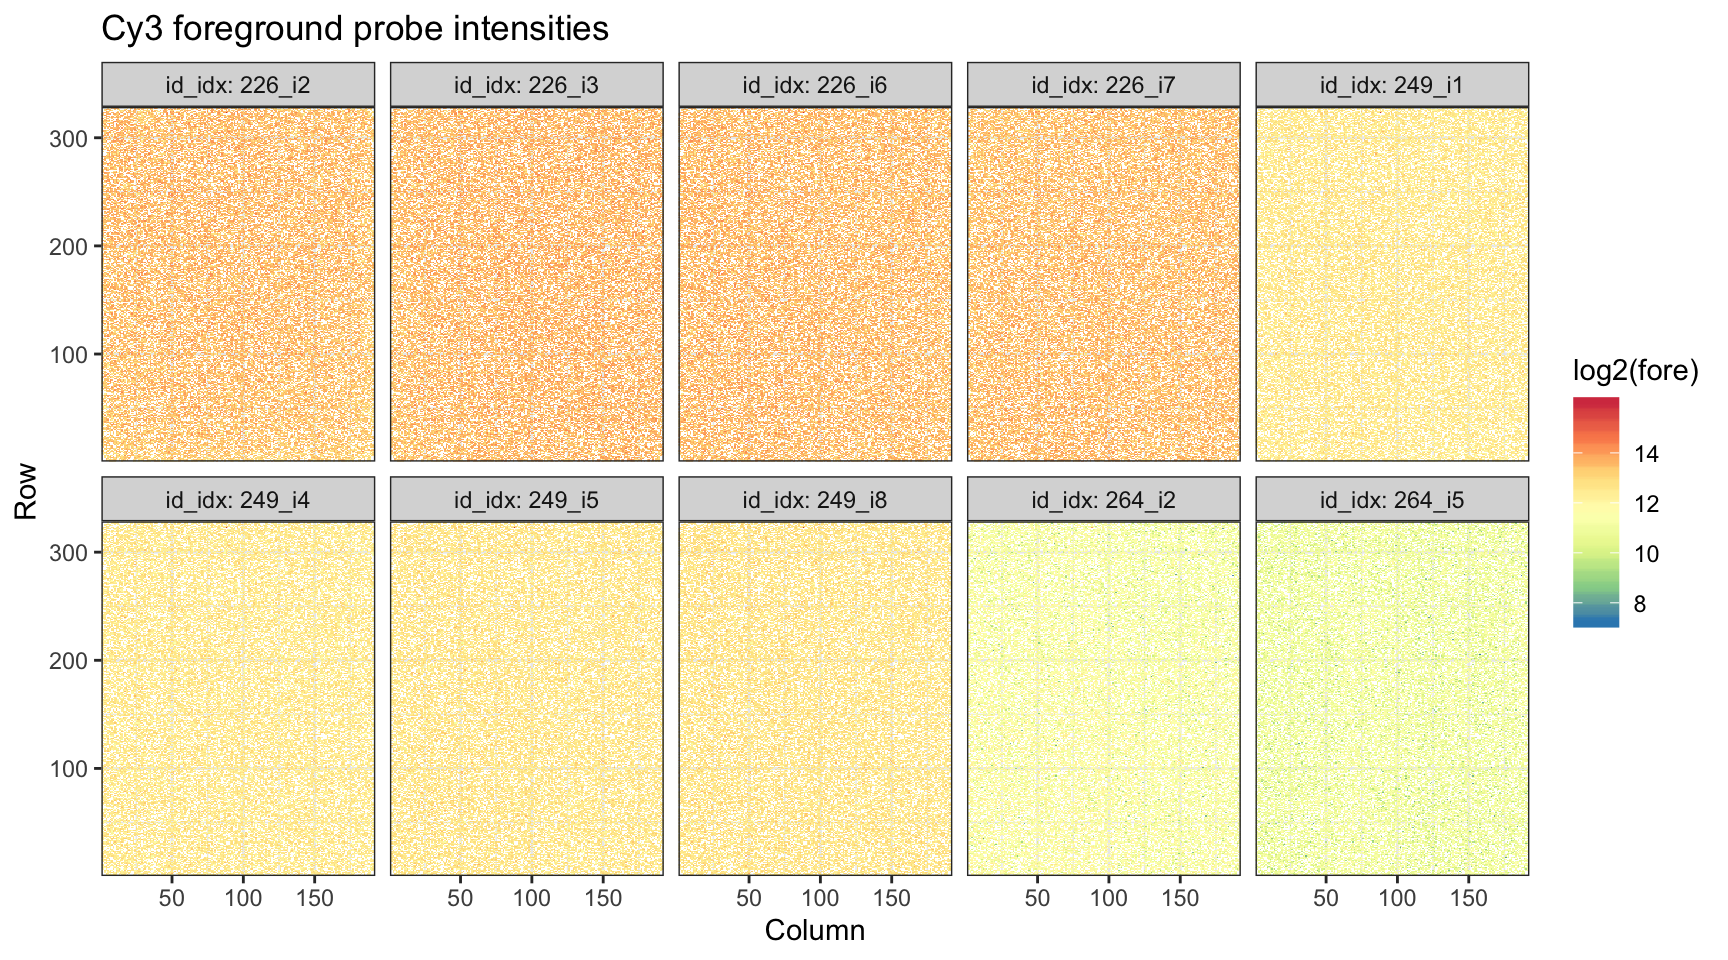 Cy3 foreground probe intensities
id_idx: 226_i2
id_idx: 226_i3
id_idx: 226_i6
id_idx: 226_i7
id_idx: 249_i1
300
200
100
id_idx: 249_i4
id_idx: 249_i5
id_idx: 249_i8
id_idx: 264_i2
id_idx: 264_i5
300
200
100
Row
50 100 150
50 100 150
50 100 150
50 100 150
50 100 150
Column
log2(fore)
14
12
10
8